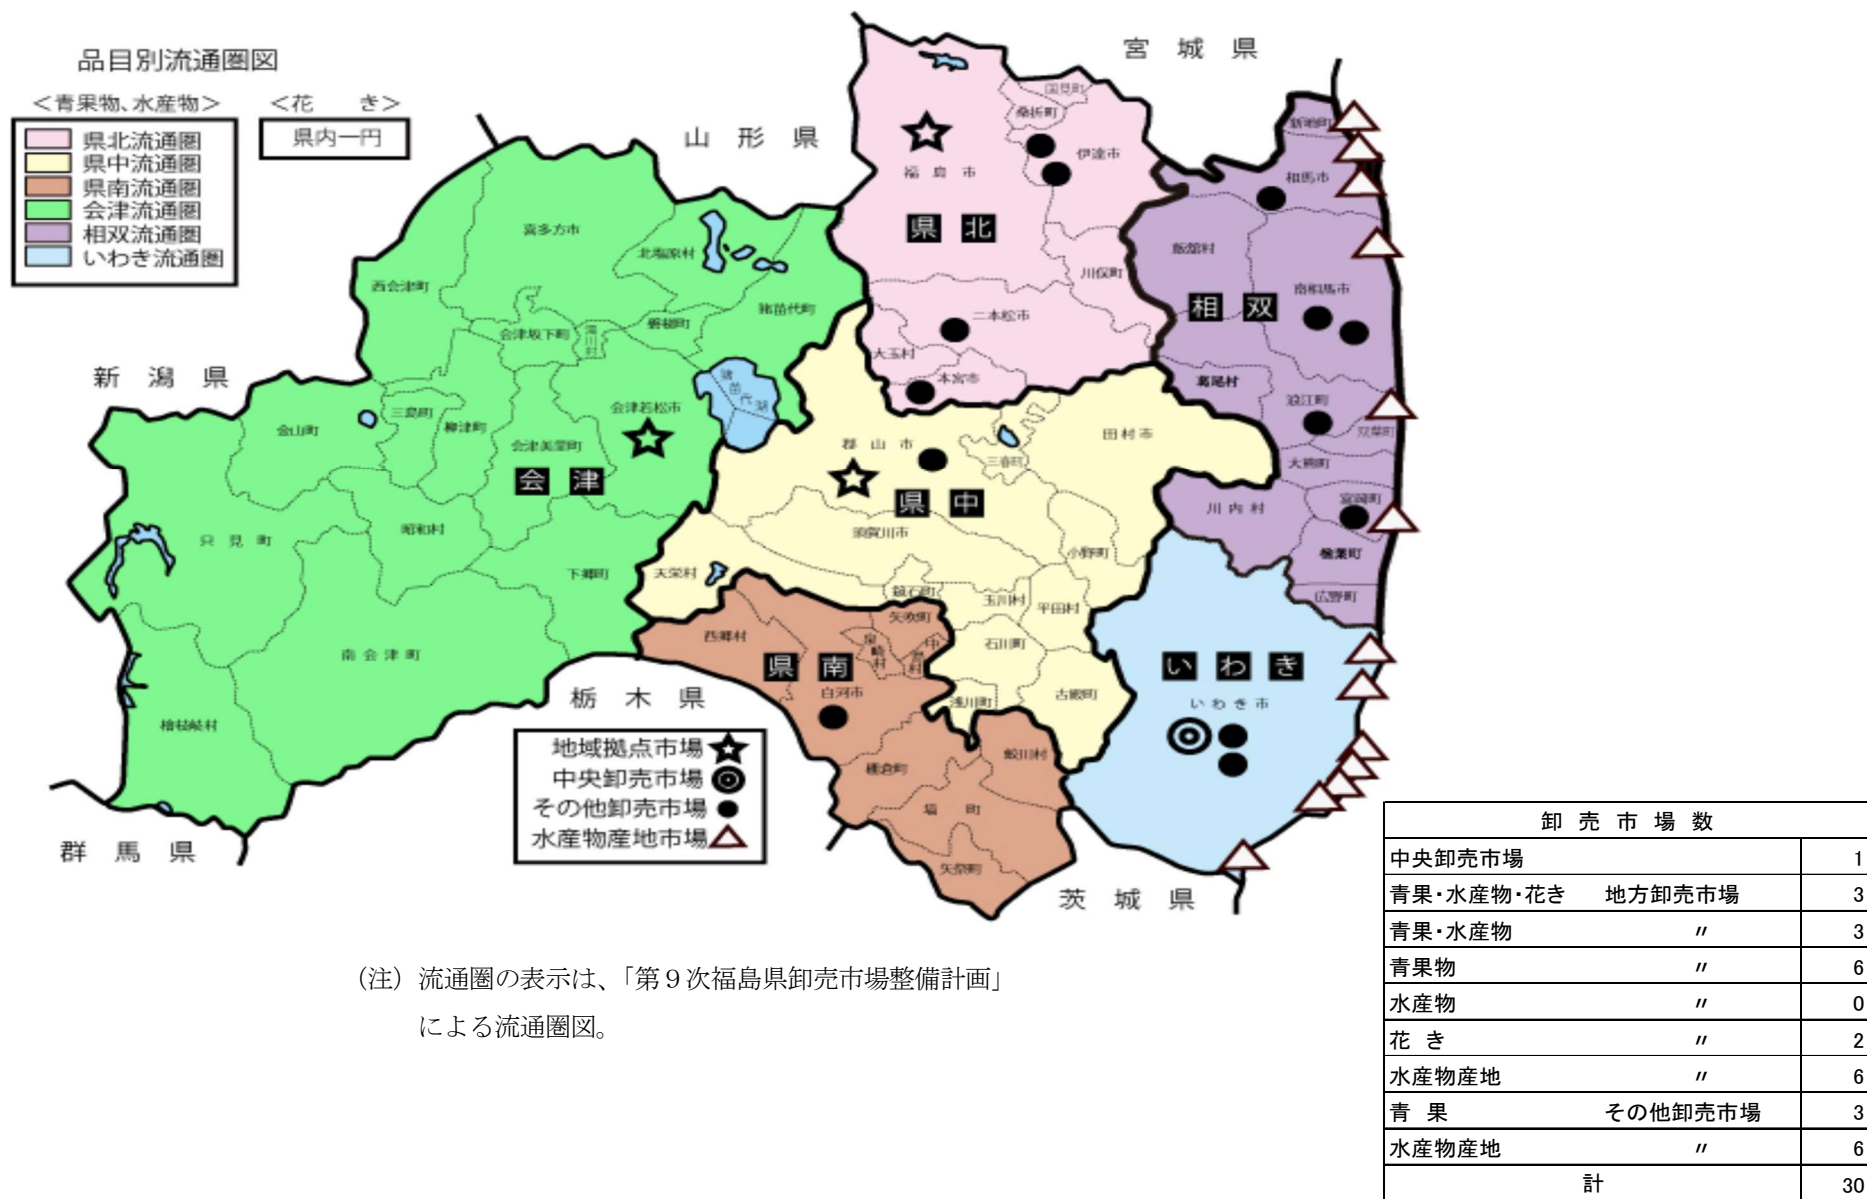 品目別流通圏図
＜青果物、水産物＞
＜花　き＞
県北流通圏
県中流通圏
県南流通圏
会津流通圏
相双流通圏
いわき流通圏
県内一円
宮 城 県
山 形 県
新 潟 県
群 馬 県
栃 木 県
茨 城 県
国見町
桑折町
伊達市
福 島 市
県 北
川俣町
二本松市
大玉村
本宮市
新地町
相馬市
飯舘村
南相馬市
相 双
葛尾村
浪江町
双葉町
大熊町
富岡町
川 内 村
楢葉町
広野町
喜多方市
北塩原村
西会津町
猪苗代町
磐梯町
会津坂下町
湯川村
猪苗代湖
会津若松市
三島町
柳津町
金山町
会津美里町
会 津
只 見 町
昭和村
下郷町
南 会 津 町
檜枝岐村
郡 山 市
三春町
田 村 市
県 中
須賀川市
小野町
天栄村
鏡石町
玉川村
平田村
石川町
古殿町
浅川町
西郷村
矢吹町
泉崎村
中島村
県 南
白河市
棚倉町
鮫川村
塙 町
矢祭町
い わ き
い わ き 市
地域拠点市場
中央卸売市場
その他卸売市場
水産物産地市場
卸 売 市 場 数
中央卸売市場 1
青果・水産物・花き 地方卸売市場 3
青果・水産物 〃 3
青果物 〃 6
水産物 〃 0
花 き 〃 2
水産物産地 〃 6
青 果 その他卸売市場 3
水産物産地 〃 6
計 30
（注）流通圏の表示は、「第９次福島県卸売市場整備計画」
による流通圏図。